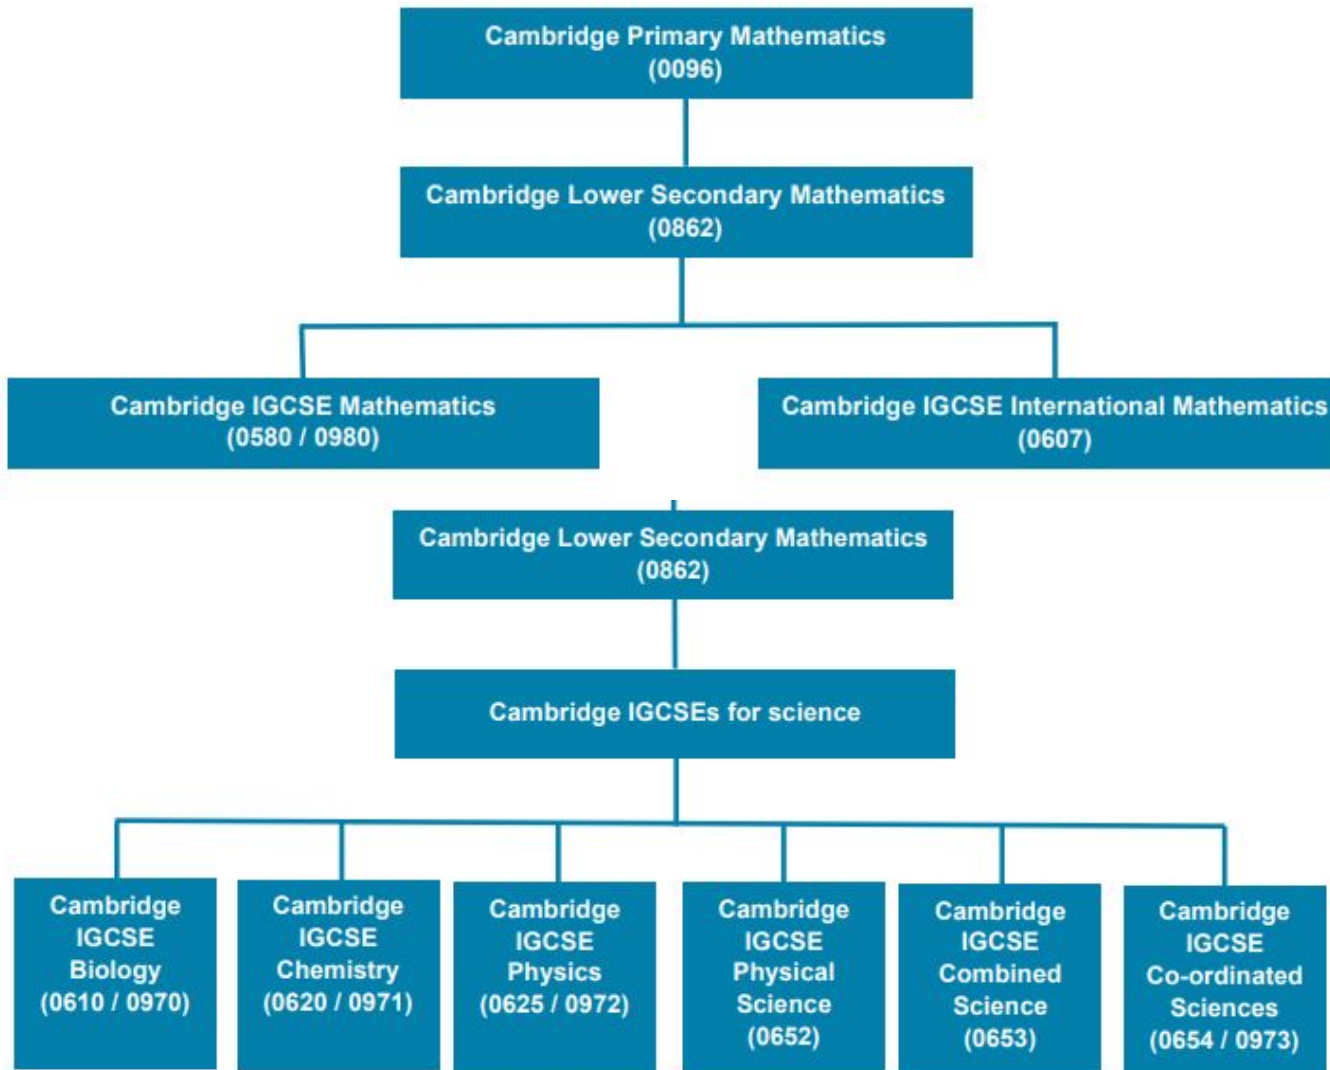 Cambridge Primary Mathematics
(0096)
Cambridge Lower Secondary Mathematics
(0862)
Cambridge IGCSE Mathematics
(0580 / 0980)
Cambridge IGCSE International Mathematics
(0607)
Cambridge Lower Secondary Mathematics
(0862)
Cambridge IGCSEs for science
Cambridge
IGCSE
Biology
(0610 / 0970)
Cambridge
IGCSE
Chemistry
(0620 / 0971)
Cambridge
IGCSE
Physics
(0625 / 0972)
Cambridge
IGCSE
Physical
Science
(0652)
Cambridge
IGCSE
Combined
Science
(0653)
Cambridge
IGCSE
Co-ordinated
Sciences
(0654 / 0973)